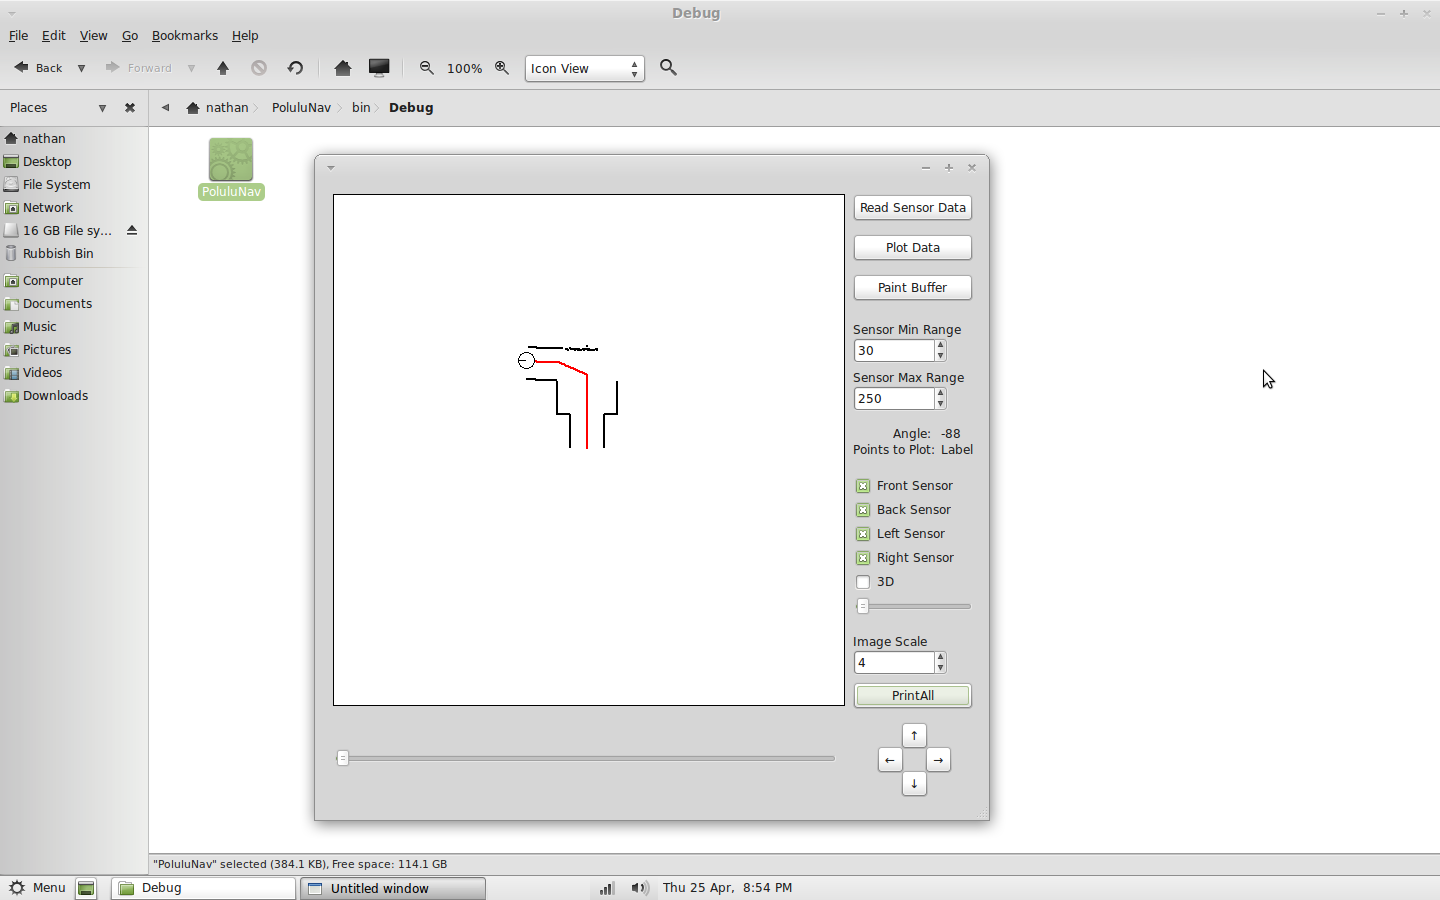 Debug
File Edit View Go Bookmarks Help
Back Forward 100% Icon View
Places nathan PoluluNav bin Debug
nathan
Desktop
File System
Network
16 GB File sy...
Rubbish Bin
Computer
Documents
Music
Pictures
Videos
Downloads
PoluluNav
Read Sensor Data
Plot Data
Paint Buffer
Sensor Min Range
30
Sensor Max Range
250
Angle: -88
Points to Plot: Label
Front Sensor
Back Sensor
Left Sensor
Right Sensor
3D
Image Scale
4
PrintAll
"PoluluNav" selected (384.1 KB), Free space: 114.1 GB
Menu Debug Untitled window Thu 25 Apr, 8:54 PM